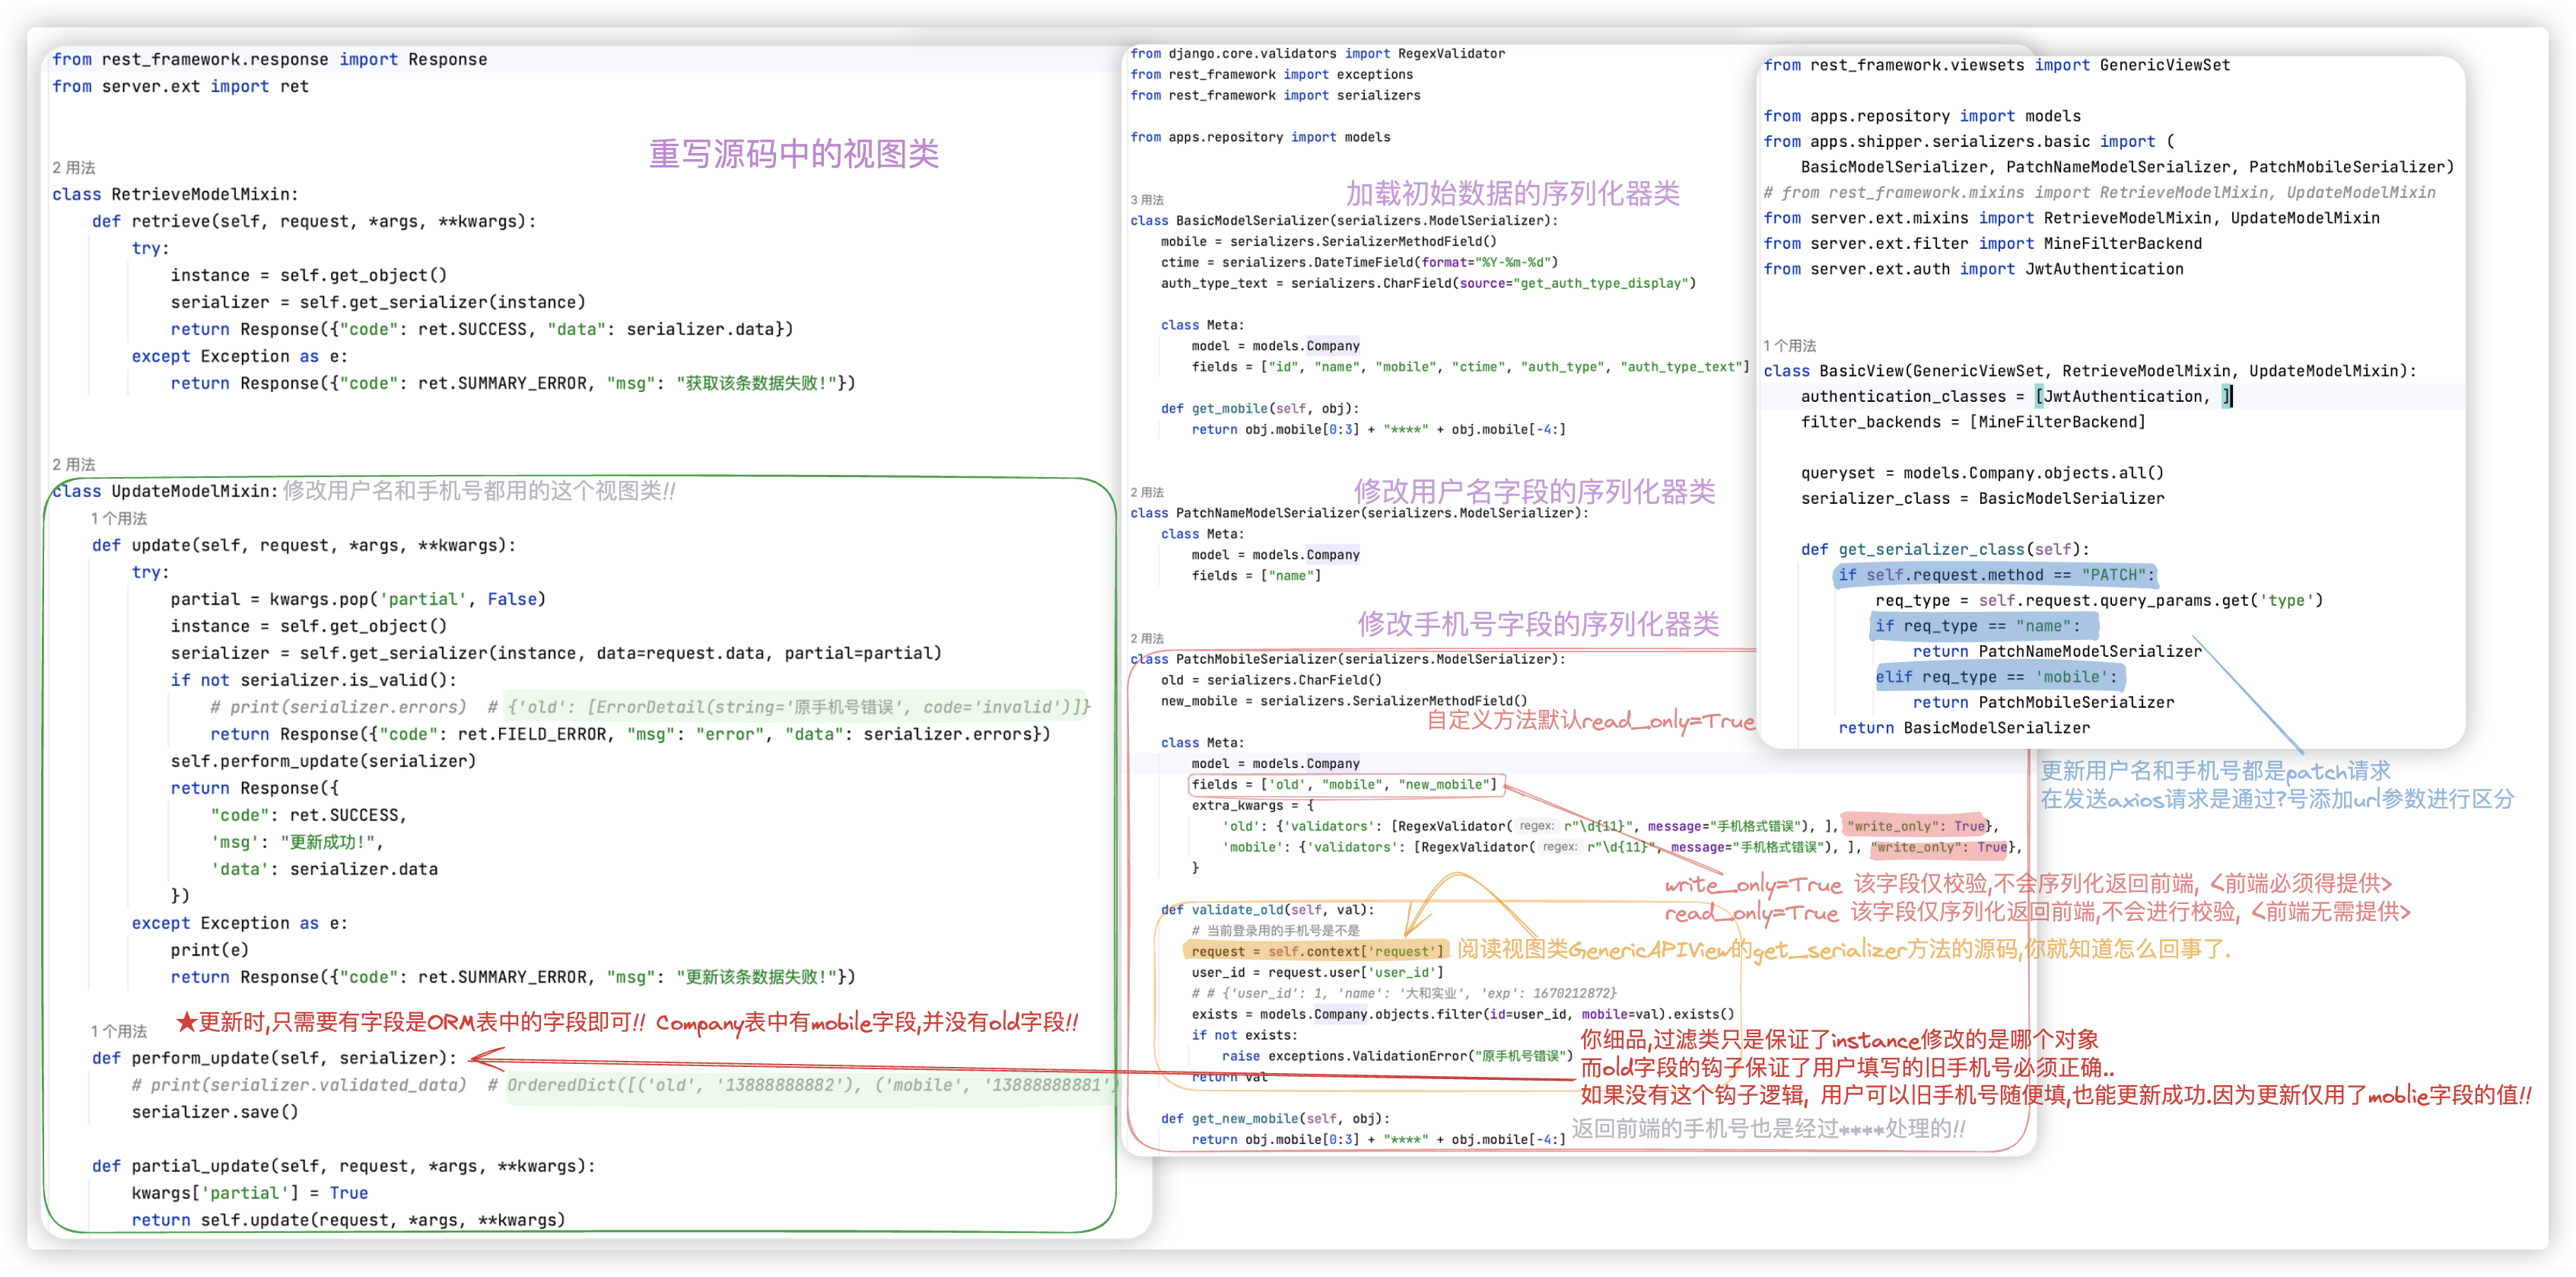 from rest_framework.response import Response
from server.ext import ret
重写源码中的视图类
2 用法
class RetrieveModelMixin:
    def retrieve(self, request, *args, **kwargs):
        try:
            instance = self.get_object()
            serializer = self.get_serializer(instance)
            return Response({"code": ret.SUCCESS, "data": serializer.data})
        except Exception as e:
            return Response({"code": ret.SUMMARY_ERROR, "msg": "获取该条数据失败!"})
2 用法
class UpdateModelMixin: 修改用户名和手机号都用的这个视图类!!
    1 个用法
    def update(self, request, *args, **kwargs):
        try:
            partial = kwargs.pop('partial', False)
            instance = self.get_object()
            serializer = self.get_serializer(instance, data=request.data, partial=partial)
            if not serializer.is_valid():
                # print(serializer.errors)  # {'old': [ErrorDetail(string='原手机号错误', code='invalid')]}
                return Response({"code": ret.FIELD_ERROR, "msg": "error", "data": serializer.errors})
            self.perform_update(serializer)
            return Response({
                "code": ret.SUCCESS,
                'msg': "更新成功!",
                'data': serializer.data
            })
        except Exception as e:
            print(e)
            return Response({"code": ret.SUMMARY_ERROR, "msg": "更新该条数据失败!"})
    1 个用法 ★更新时,只需要有字段是ORM表中的字段即可!! Company表中有mobile字段,并没有old字段!!
    def perform_update(self, serializer):
        # print(serializer.validated_data)  # OrderedDict([('old', '13888888882'), ('mobile', '13888888881')
        serializer.save()
    def partial_update(self, request, *args, **kwargs):
        kwargs['partial'] = True
        return self.update(request, *args, **kwargs)
from django.core.validators import RegexValidator
from rest_framework import exceptions
from rest_framework import serializers
from apps.repository import models
加载初始数据的序列化器类
3 用法
class BasicModelSerializer(serializers.ModelSerializer):
    mobile = serializers.SerializerMethodField()
    ctime = serializers.DateTimeField(format="%Y-%m-%d")
    auth_type_text = serializers.CharField(source="get_auth_type_display")
    class Meta:
        model = models.Company
        fields = ["id", "name", "mobile", "ctime", "auth_type", "auth_type_text"]
    def get_mobile(self, obj):
        return obj.mobile[0:3] + "****" + obj.mobile[-4:]
修改用户名字段的序列化器类
2 用法
class PatchNameModelSerializer(serializers.ModelSerializer):
    class Meta:
        model = models.Company
        fields = ["name"]
修改手机号字段的序列化器类
2 用法
class PatchMobileSerializer(serializers.ModelSerializer):
    old = serializers.CharField()
    new_mobile = serializers.SerializerMethodField()
自定义方法默认read_only=True
    class Meta:
        model = models.Company
        fields = ['old', "mobile", "new_mobile"]
        extra_kwargs = {
            'old': {'validators': [RegexValidator( regex: r"\d{11}", message="手机格式错误"), ], "write_only": True},
            'mobile': {'validators': [RegexValidator( regex: r"\d{11}", message="手机格式错误"), ], "write_only": True},
        }
write_only=True 该字段仅校验,不会序列化返回前端, <前端必须得提供>
read_only=True 该字段仅序列化返回前端,不会进行校验, <前端无需提供>
    def validate_old(self, val):
        # 当前登录用的手机号是不是
        request = self.context['request'] 阅读视图类GenericAPIView的get_serializer方法的源码,你就知道怎么回事了.
        user_id = request.user['user_id']
        # # {'user_id': 1, 'name': '大和实业', 'exp': 1670212872}
        exists = models.Company.objects.filter(id=user_id, mobile=val).exists()
        if not exists:
            raise exceptions.ValidationError("原手机号错误")
        return val
你细品,过滤类只是保证了instance修改的是哪个对象
而old字段的钩子保证了用户填写的旧手机号必须正确..
如果没有这个钩子逻辑, 用户可以旧手机号随便填,也能更新成功.因为更新仅用了moblie字段的值!!
    def get_new_mobile(self, obj):
        return obj.mobile[0:3] + "****" + obj.mobile[-4:] 返回前端的手机号也是经过****处理的!!
from rest_framework.viewsets import GenericViewSet
from apps.repository import models
from apps.shipper.serializers.basic import (
    BasicModelSerializer, PatchNameModelSerializer, PatchMobileSerializer)
# from rest_framework.mixins import RetrieveModelMixin, UpdateModelMixin
from server.ext.mixins import RetrieveModelMixin, UpdateModelMixin
from server.ext.filter import MineFilterBackend
from server.ext.auth import JwtAuthentication
1 个用法
class BasicView(GenericViewSet, RetrieveModelMixin, UpdateModelMixin):
    authentication_classes = [JwtAuthentication, ]
    filter_backends = [MineFilterBackend]
    queryset = models.Company.objects.all()
    serializer_class = BasicModelSerializer
    def get_serializer_class(self):
        if self.request.method == "PATCH":
            req_type = self.request.query_params.get('type')
            if req_type == "name":
                return PatchNameModelSerializer
            elif req_type == 'mobile':
                return PatchMobileSerializer
        return BasicModelSerializer
更新用户名和手机号都是patch请求
在发送axios请求是通过?号添加url参数进行区分